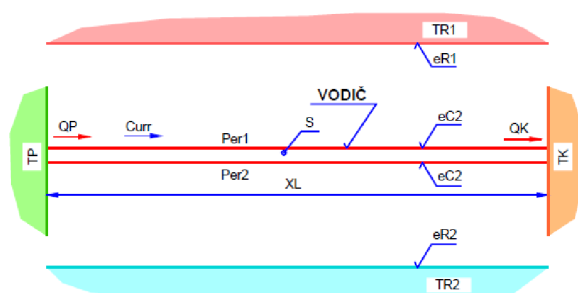 TR1
eR1
VODIČ
QP
Curr
S
eC2
QK
Per1
TP
TK
Per2
eC2
XL
eR2
TR2